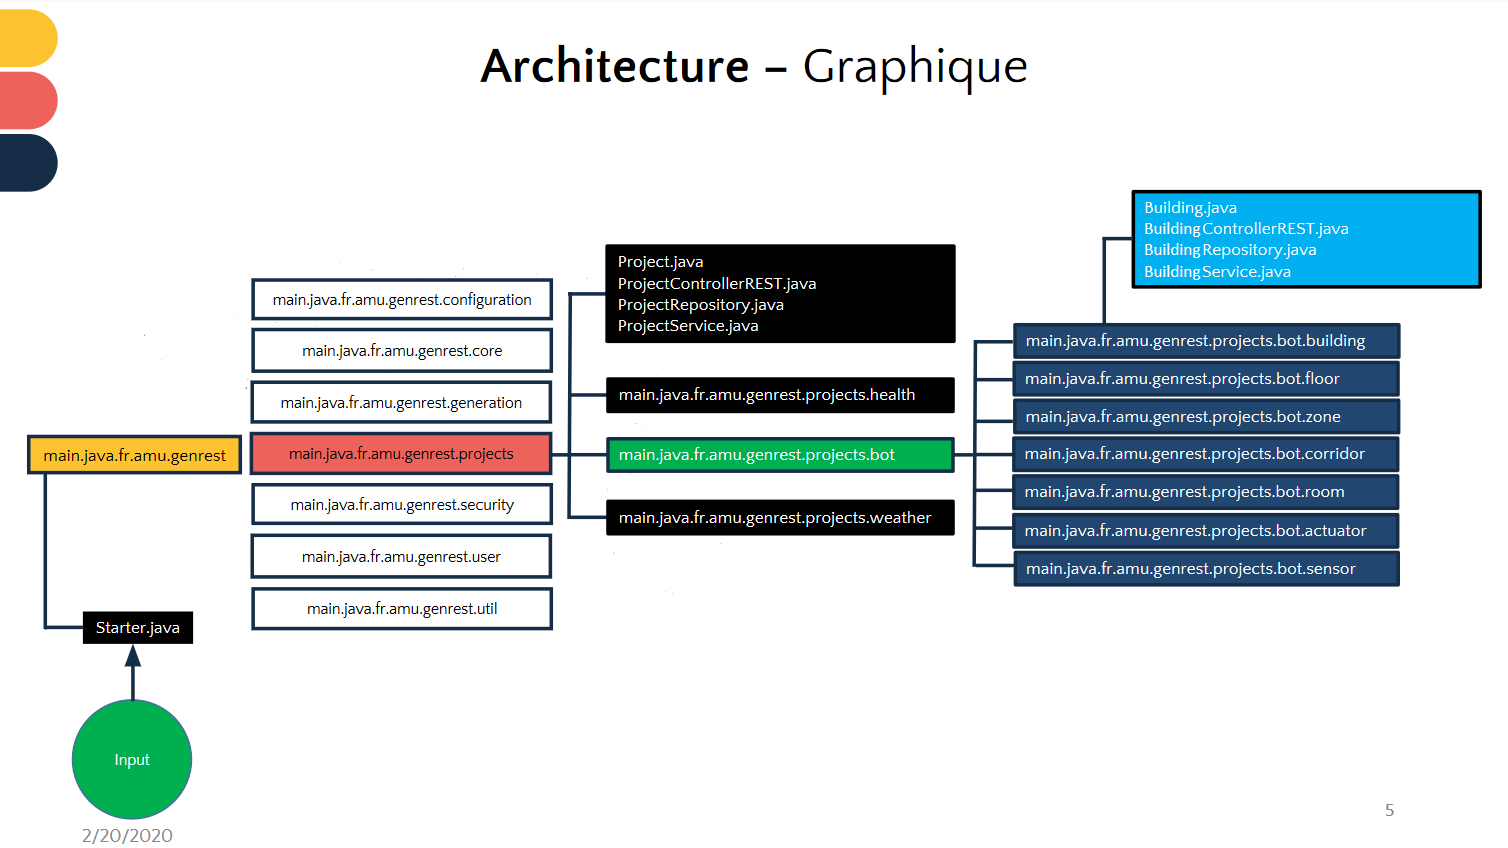 Architecture – Graphique
Building.java
BuildingControllerREST.java
BuildingRepository.java
BuildingService.java
Project.java
ProjectControllerREST.java
ProjectRepository.java
ProjectService.java
main.java.fr.amu.genrest.configuration
main.java.fr.amu.genrest.core
main.java.fr.amu.genrest.generation
main.java.fr.amu.genrest
main.java.fr.amu.genrest.projects
main.java.fr.amu.genrest.security
main.java.fr.amu.genrest.user
main.java.fr.amu.genrest.util
main.java.fr.amu.genrest.projects.health
main.java.fr.amu.genrest.projects.bot
main.java.fr.amu.genrest.projects.weather
main.java.fr.amu.genrest.projects.bot.building
main.java.fr.amu.genrest.projects.bot.floor
main.java.fr.amu.genrest.projects.bot.zone
main.java.fr.amu.genrest.projects.bot.corridor
main.java.fr.amu.genrest.projects.bot.room
main.java.fr.amu.genrest.projects.bot.actuator
main.java.fr.amu.genrest.projects.bot.sensor
Starter.java
Input
2/20/2020
5